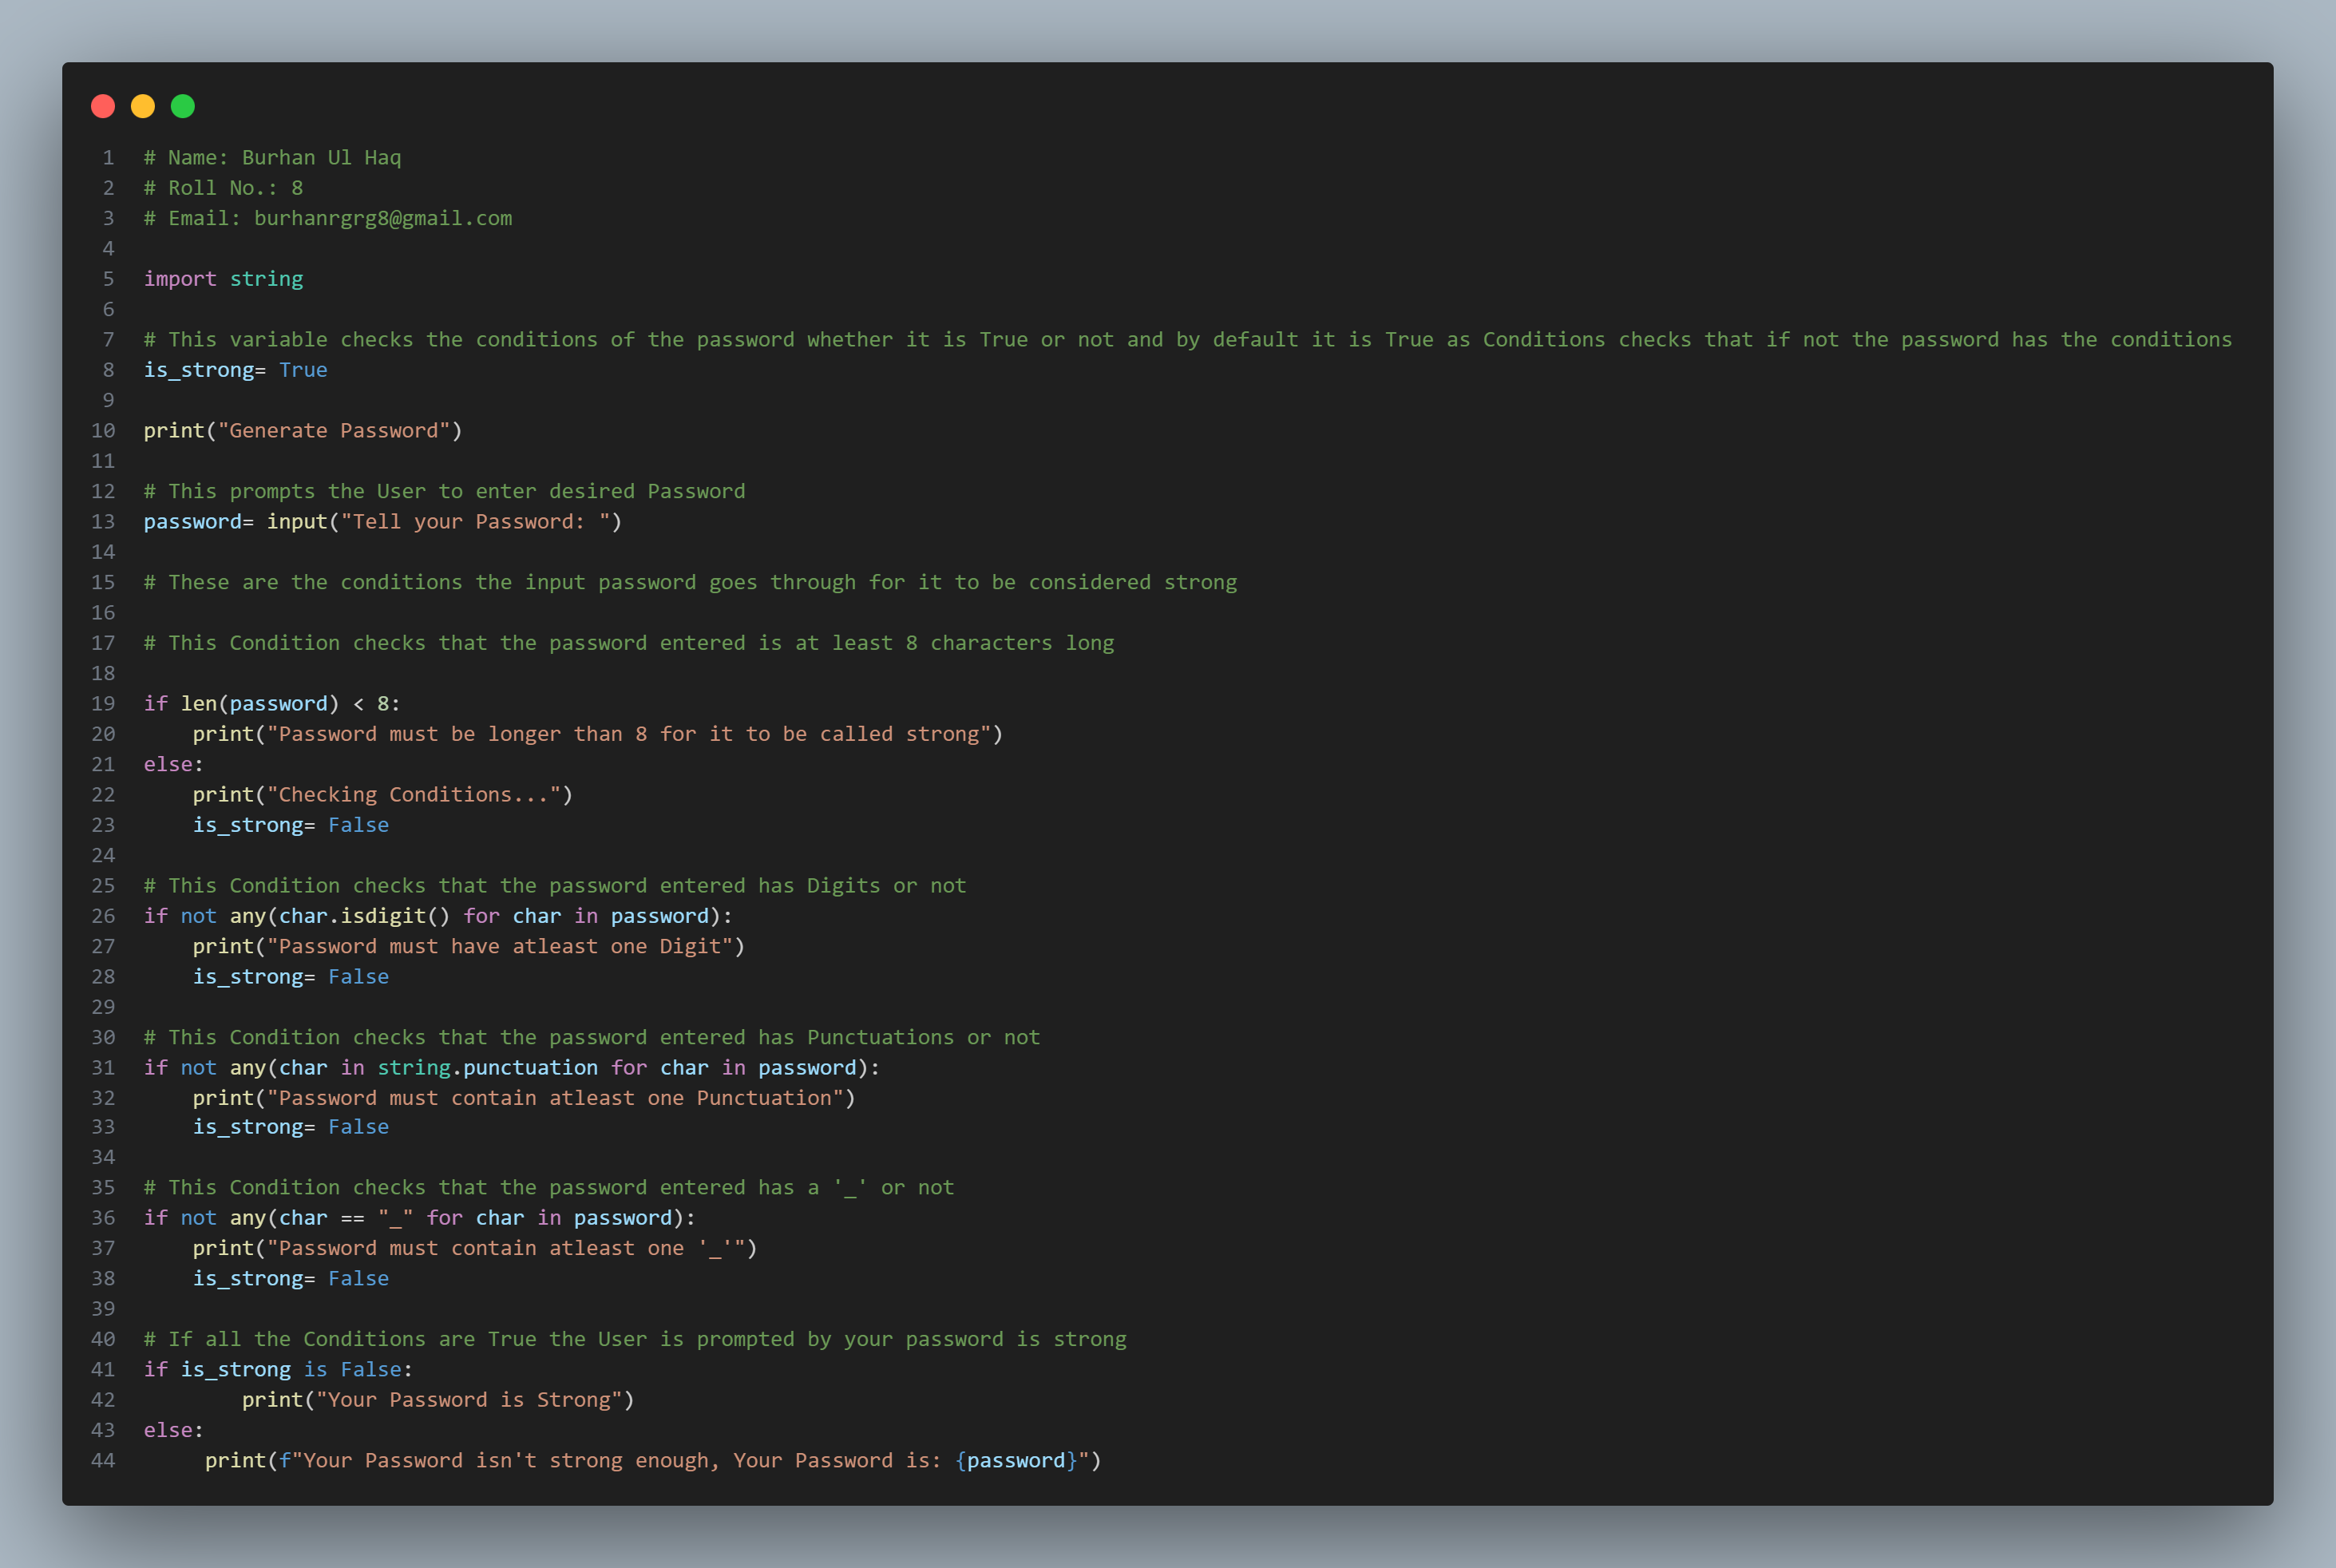 1 # Name: Burhan Ul Haq
2 # Roll No.: 8
3 # Email: burhanrgrg8@gmail.com
4
5 import string
6
7 # This variable checks the conditions of the password whether it is True or not and by default it is True as Conditions checks that if not the password has the conditions
8 is_strong= True
9
10 print("Generate Password")
11
12 # This prompts the User to enter desired Password
13 password= input("Tell your Password: ")
14
15 # These are the conditions the input password goes through for it to be considered strong
16
17 # This Condition checks that the password entered is at least 8 characters long
18
19 if len(password) < 8:
20     print("Password must be longer than 8 for it to be called strong")
21 else:
22     print("Checking Conditions...")
23     is_strong= False
24
25 # This Condition checks that the password entered has Digits or not
26 if not any(char.isdigit() for char in password):
27     print("Password must have atleast one Digit")
28     is_strong= False
29
30 # This Condition checks that the password entered has Punctuations or not
31 if not any(char in string.punctuation for char in password):
32     print("Password must contain atleast one Punctuation")
33     is_strong= False
34
35 # This Condition checks that the password entered has a '_' or not
36 if not any(char == "_" for char in password):
37     print("Password must contain atleast one '_'")
38     is_strong= False
39
40 # If all the Conditions are True the User is prompted by your password is strong
41 if is_strong is False:
42         print("Your Password is Strong")
43 else:
44      print(f"Your Password isn't strong enough, Your Password is: {password}")